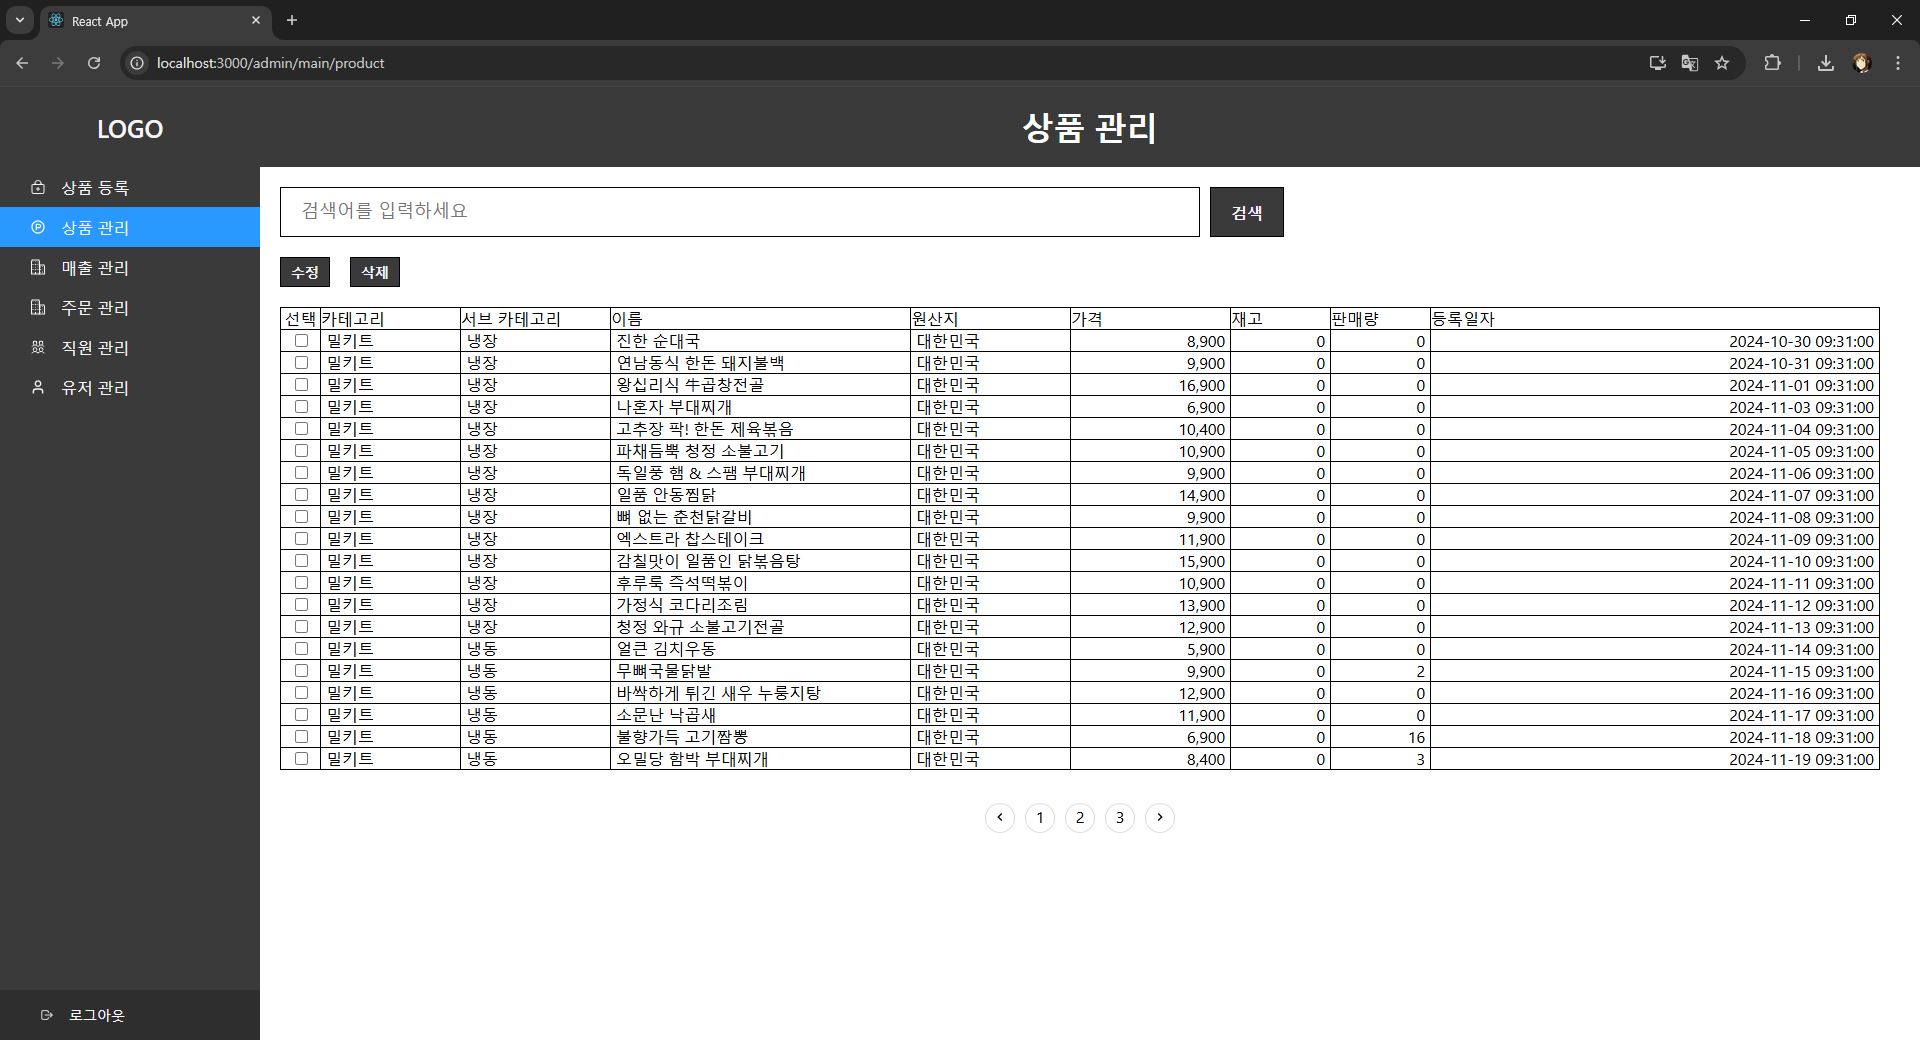 React App
localhost:3000/admin/main/product
LOGO
상품 관리
상품 등록
상품 관리
매출 관리
주문 관리
직원 관리
유저 관리
로그아웃
검색어를 입력하세요 검색
수정 삭제
선택 카테고리 서브 카테고리 이름 원산지 가격 재고 판매량 등록일자
밀키트 냉장 진한 순대국 대한민국 8,900 0 0 2024-10-30 09:31:00
밀키트 냉장 연남동식 한돈 돼지불백 대한민국 9,900 0 0 2024-10-31 09:31:00
밀키트 냉장 왕십리식 牛곱창전골 대한민국 16,900 0 0 2024-11-01 09:31:00
밀키트 냉장 나혼자 부대찌개 대한민국 6,900 0 0 2024-11-03 09:31:00
밀키트 냉장 고추장 팍! 한돈 제육볶음 대한민국 10,400 0 0 2024-11-04 09:31:00
밀키트 냉장 파채듬뿍 청정 소불고기 대한민국 10,900 0 0 2024-11-05 09:31:00
밀키트 냉장 독일풍 햄 & 스팸 부대찌개 대한민국 9,900 0 0 2024-11-06 09:31:00
밀키트 냉장 일품 안동찜닭 대한민국 14,900 0 0 2024-11-07 09:31:00
밀키트 냉장 뼈 없는 춘천닭갈비 대한민국 9,900 0 0 2024-11-08 09:31:00
밀키트 냉장 엑스트라 찹스테이크 대한민국 11,900 0 0 2024-11-09 09:31:00
밀키트 냉장 감칠맛이 일품인 닭볶음탕 대한민국 15,900 0 0 2024-11-10 09:31:00
밀키트 냉장 후루룩 즉석떡볶이 대한민국 10,900 0 0 2024-11-11 09:31:00
밀키트 냉장 가정식 코다리조림 대한민국 13,900 0 0 2024-11-12 09:31:00
밀키트 냉장 청정 와규 소불고기전골 대한민국 12,900 0 0 2024-11-13 09:31:00
밀키트 냉동 얼큰 김치우동 대한민국 5,900 0 0 2024-11-14 09:31:00
밀키트 냉동 무뼈국물닭발 대한민국 9,900 0 2 2024-11-15 09:31:00
밀키트 냉동 바싹하게 튀긴 새우 누룽지탕 대한민국 12,900 0 0 2024-11-16 09:31:00
밀키트 냉동 소문난 낙곱새 대한민국 11,900 0 0 2024-11-17 09:31:00
밀키트 냉동 불향가득 고기짬뽕 대한민국 6,900 0 16 2024-11-18 09:31:00
밀키트 냉동 오밀당 함박 부대찌개 대한민국 8,400 0 3 2024-11-19 09:31:00
1 2 3